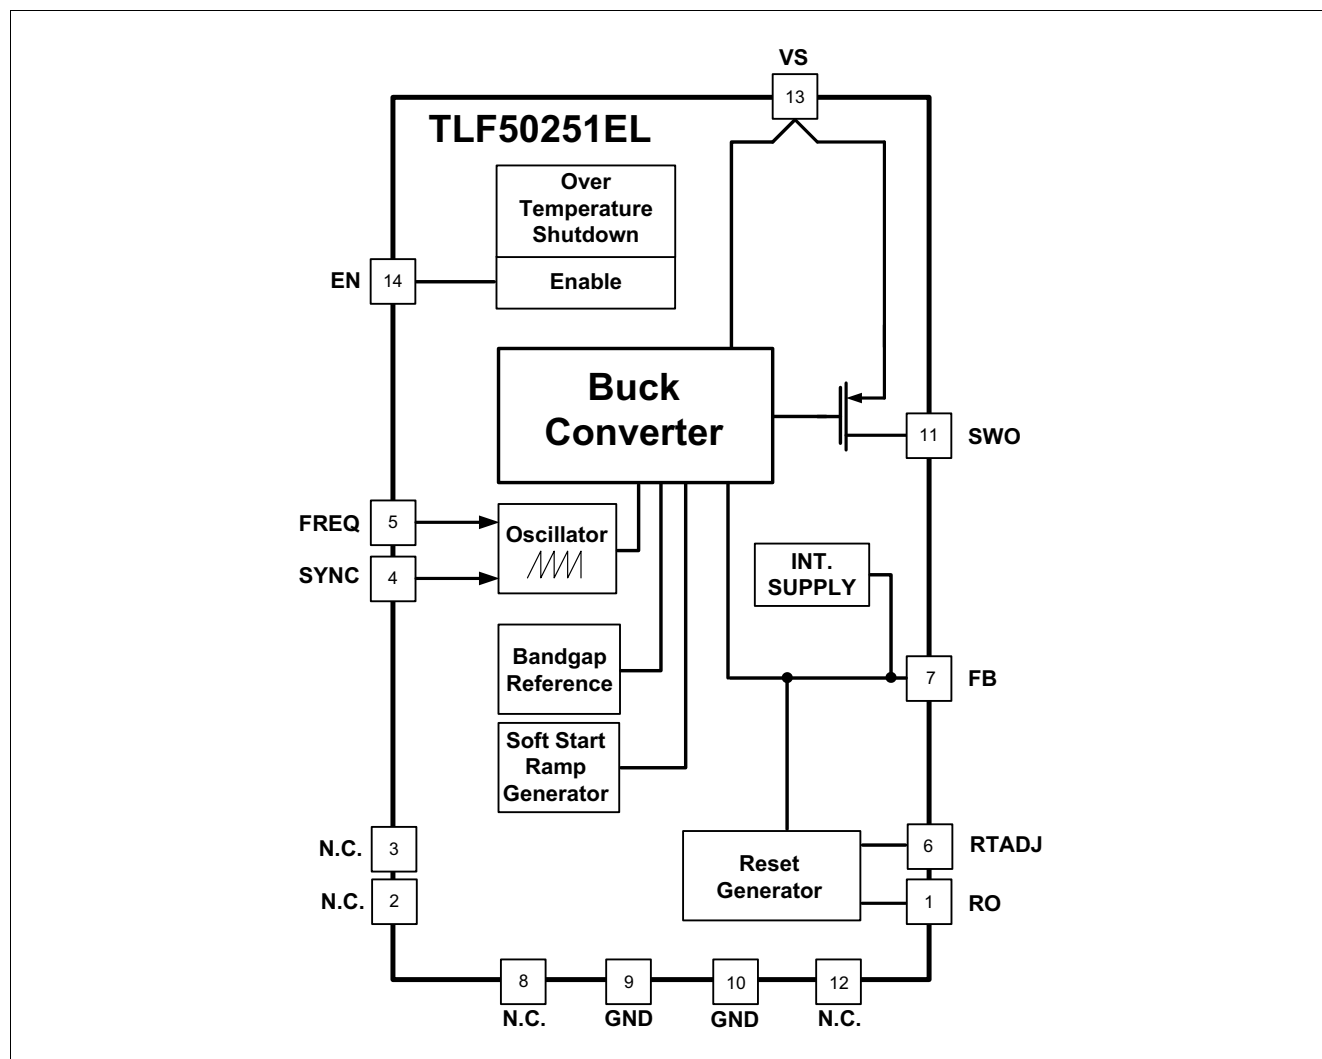 VS
13
TLF50251EL
Over
Temperature
Shutdown
EN
14
Enable
Buck
Converter
11
SWO
FREQ
5
Oscillator
SYNC
4
INT.
SUPPLY
Bandgap
Reference
7
FB
Soft Start
Ramp
Generator
N.C.
3
6
RTADJ
Reset
Generator
N.C.
2
1
RO
8
9
10
12
N.C.
GND
GND
N.C.